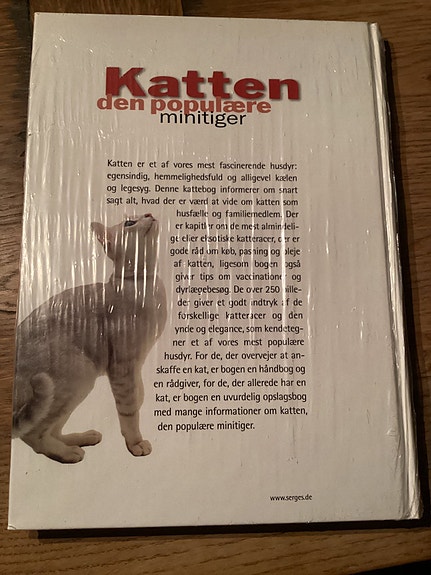 Katten
den populære
minitiger
Katten er et af vores mest fascinerende husdyr:
egensindig, hemmelighedsfuld og alligevel kælen
og legesyg. Denne kattebog informerer om snart
sagt alt, hvad der er værd at vide om katten som
husfælle og familiemedlem. Der
er kapitler om de mest almindeli-
ge eller eksotiske katteracer, der er
gode råd om køb, pasning og pleje
af katten, ligesom bogen også
giver tips om vaccination og
dyrlægebesøg. De over 250 bille-
der giver et godt indtryk af de
forskellige katteracer og den
ynde og elegance, som kendeteg-
ner et af vores mest populære
husdyr. For de, der overvejer at an-
skaffe en kat, er bogen en håndbog og
en rådgiver, for de, der allerede har en
kat, er bogen en uvurdelig opslagsbog
med mange informationer om katten,
den populære minitiger.
www.serges.de